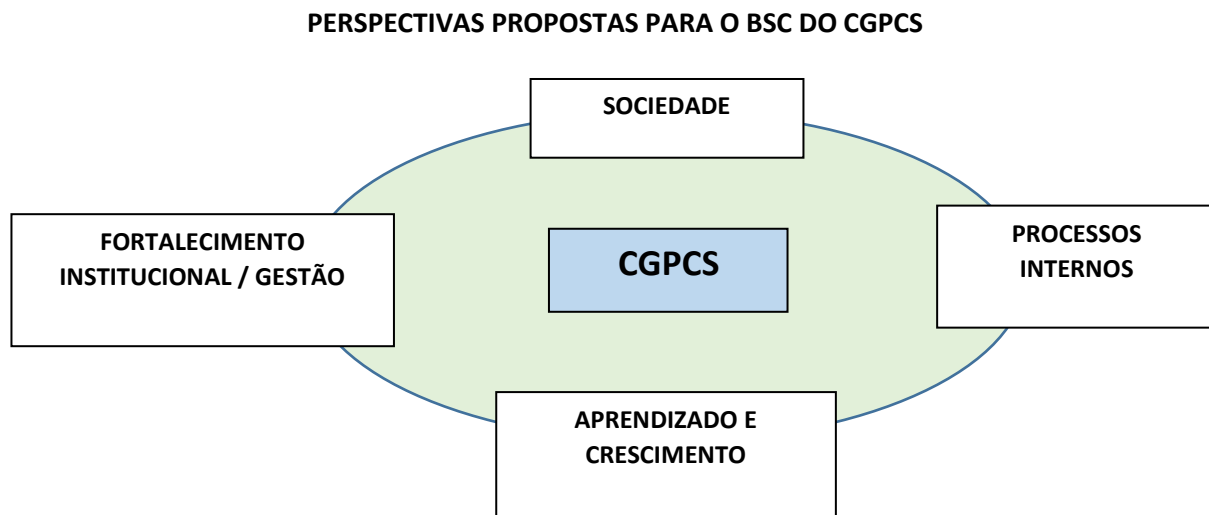 PERSPECTIVAS PROPOSTAS PARA O BSC DO CGPCS
SOCIEDADE
FORTALECIMENTO
INSTITUCIONAL / GESTÃO
CGPCS
PROCESSOS
INTERNOS
APRENDIZADO E
CRESCIMENTO